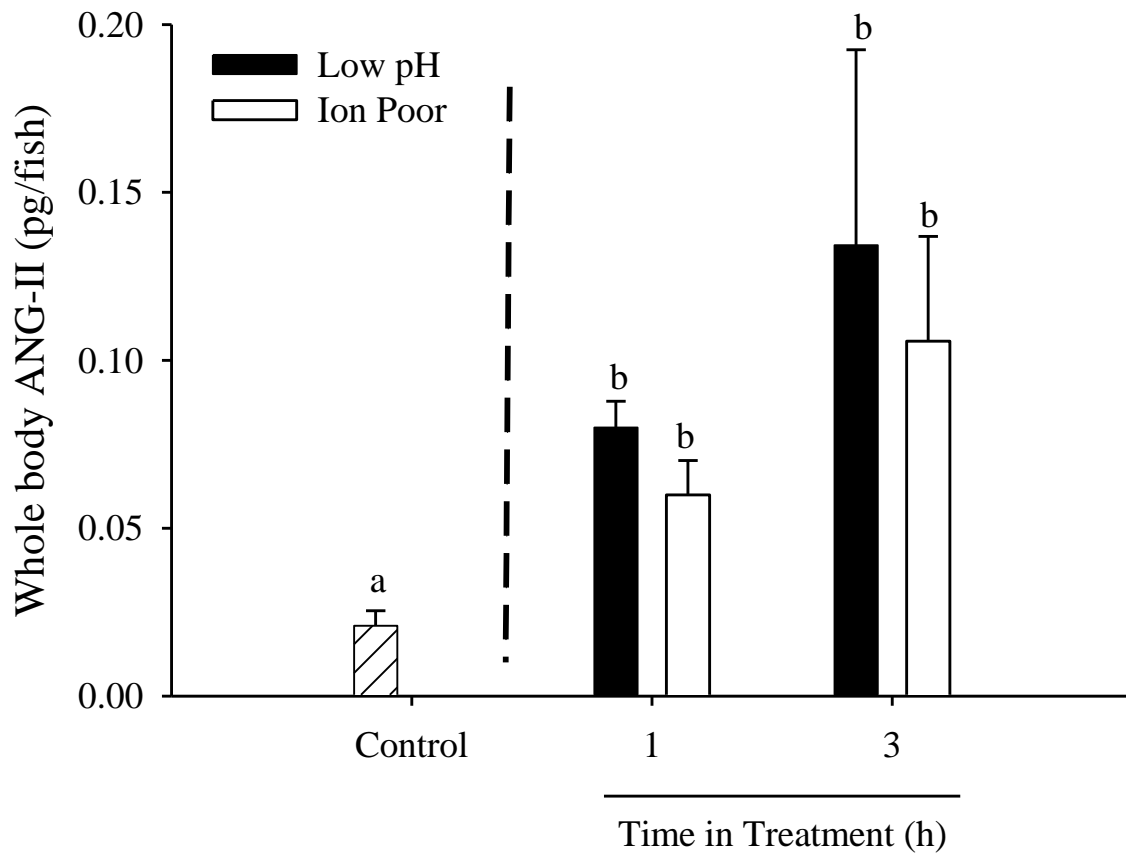 Whole body ANG-II (pg/fish)
0.20
0.15
0.10
0.05
0.00
Low pH
Ion Poor
a
b
b
b
b
Control
1
3
Time in Treatment (h)